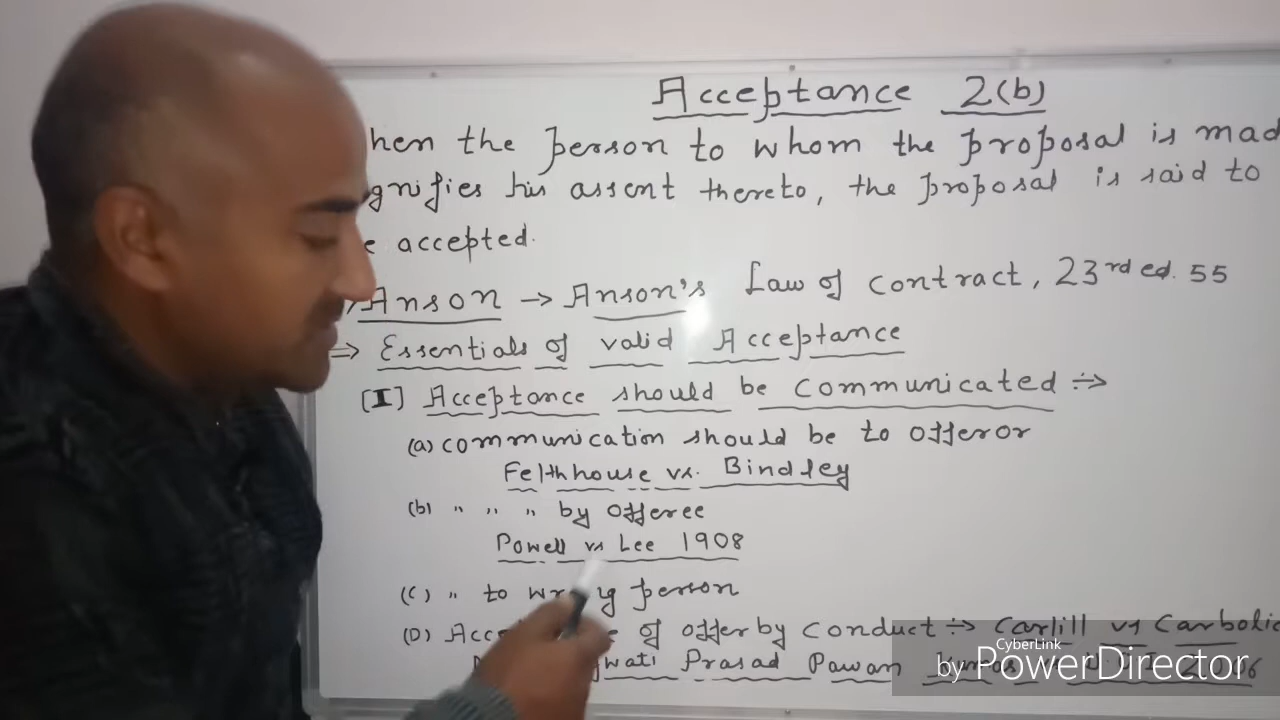 Acceptance 2(b)
hen the person to whom the proposal is mad
gnifies his assent thereto, the proposal is said to
e accepted.
Anson → Anson's Law of contract, 23rd ed. 55
⇒ Essentials of valid Acceptance
[I] Acceptance should be communicated ÷>
(a) communication should be to offeror
Felthhouse vs. Bindley
(b) " " " by offeree
Powell vs Lee 1908
(c) " to wr g person
(D) Acc of offer by conduct ÷> Carlill vs Carbolic
gwati Prasad Pawan
CyberLink
by PowerDirector